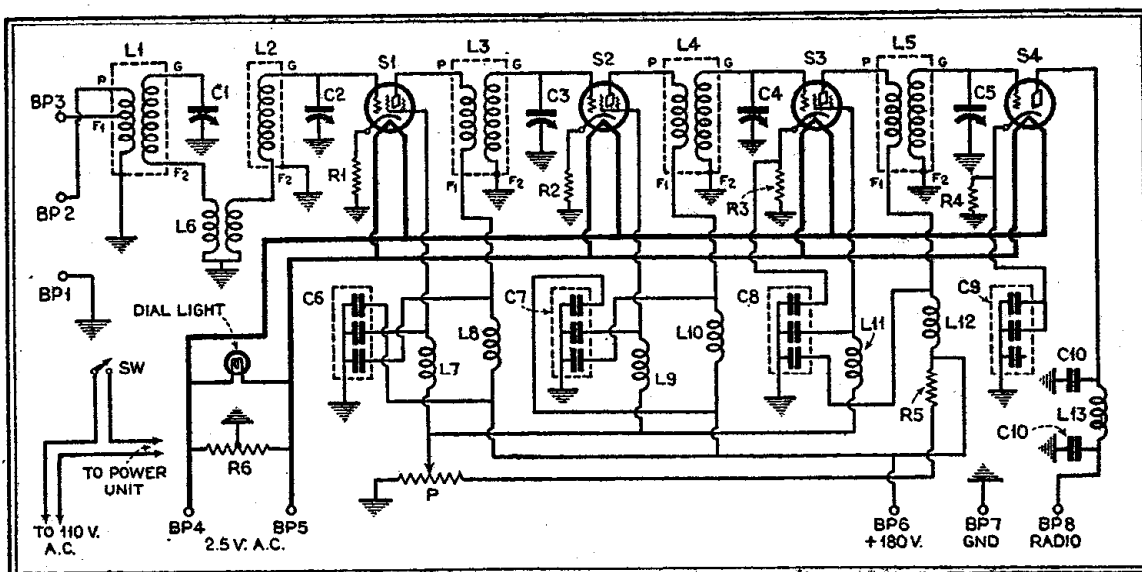 L1
L2
S1
L3
S2
L4
S3
L5
S4
P
G
G
P
G
P
G
P
G
BP3
F1
C1
C2
C3
C4
C5
F2
F2
R1
F1
F2
R2
F1
F2
R3
F1
F2
R4
BP2
L6
BP1
DIAL LIGHT
C6
L8
C7
L10
C8
L11
L12
C9
SW
L7
L9
C10
R5
L13
C10
R6
TO POWER
UNIT
P
TO 110 V.
A.C.
BP4
BP5
2.5 V. A.C.
BP6
+180 V.
BP7
GND
BP8
RADIO